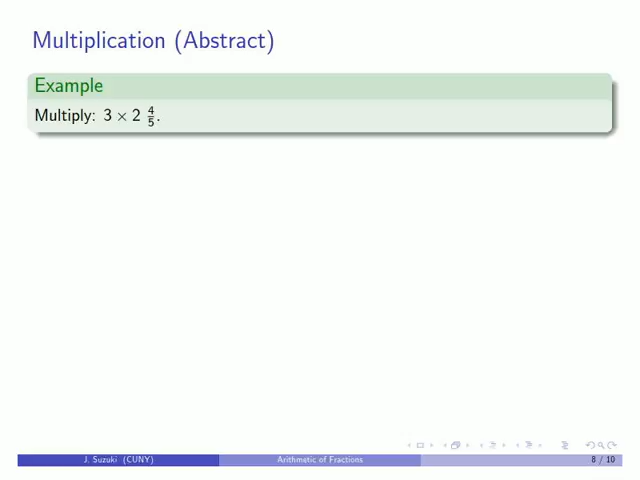 Multiplication (Abstract)
Example
Multiply: 3 × 2 4/5.
J. Suzuki (CUNY) Arithmetic of Fractions 8 / 10